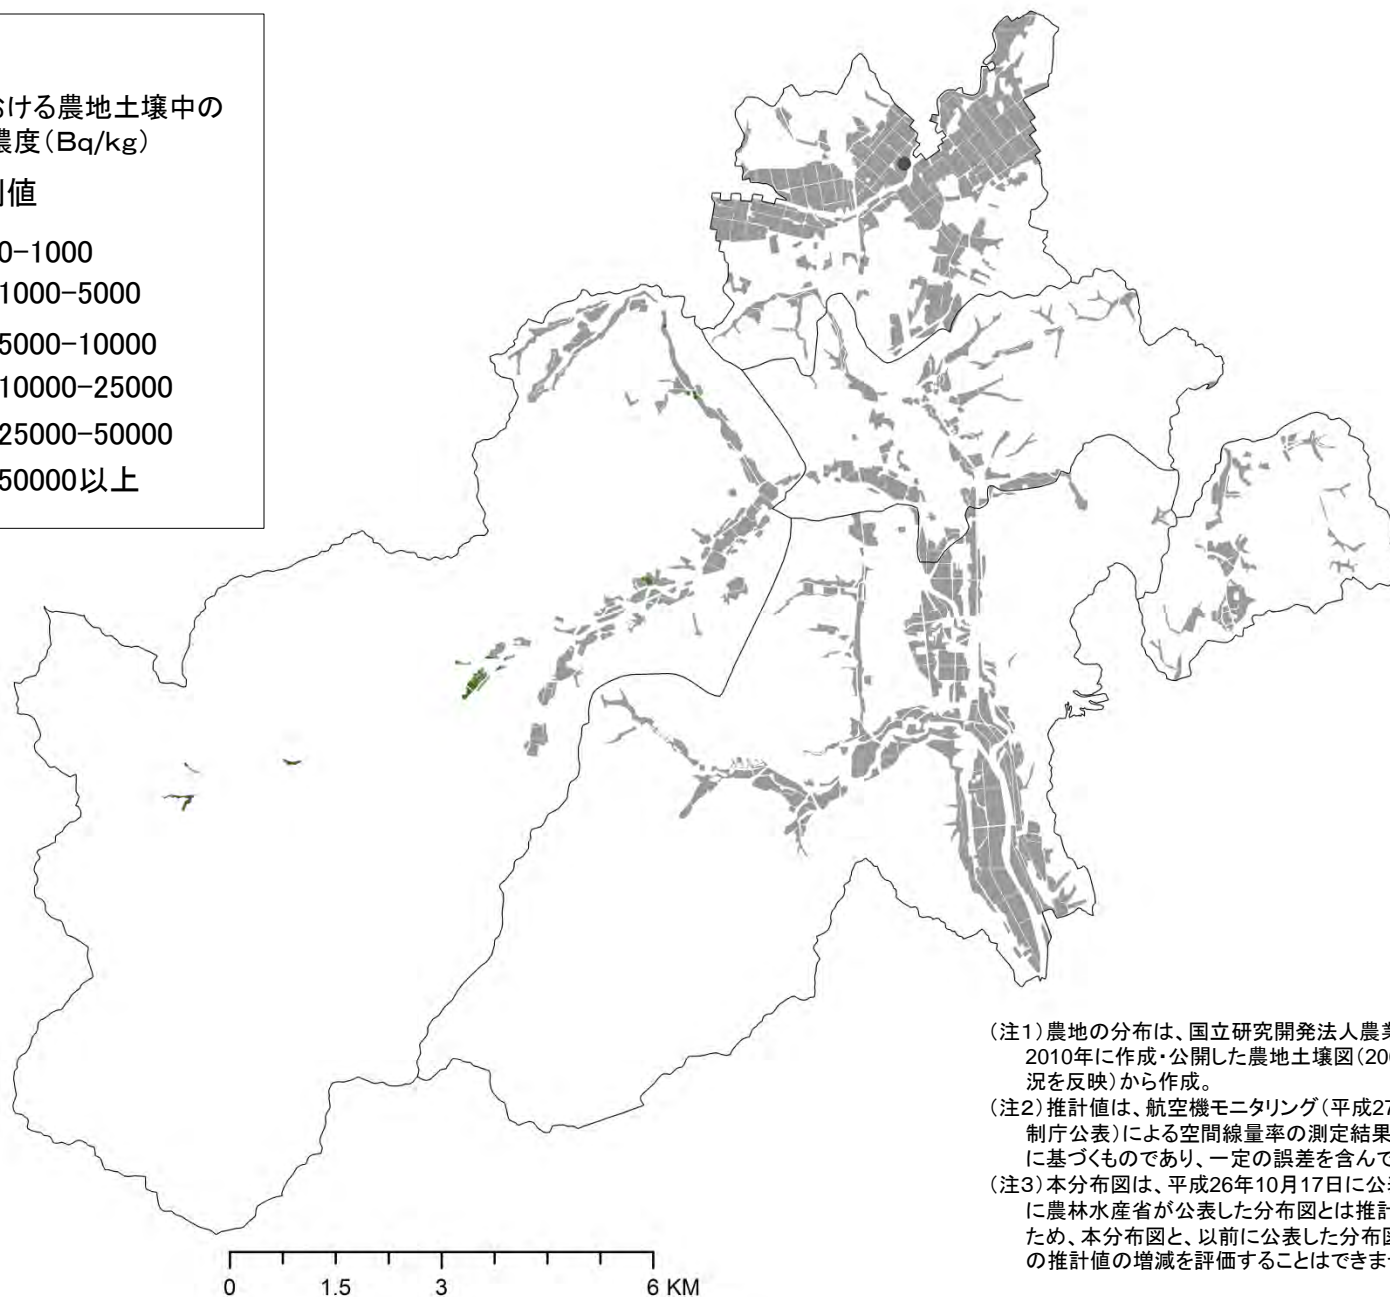 おける農地土壌中の
濃度（Bq/kg）
測値
0-1000
1000-5000
5000-10000
10000-25000
25000-50000
50000以上
（注1）農地の分布は、国立研究開発法人農業
2010年に作成・公開した農地土壌図（200
況を反映）から作成。
（注2）推計値は、航空機モニタリング（平成27
制庁公表）による空間線量率の測定結果
に基づくものであり、一定の誤差を含んで
（注3）本分布図は、平成26年10月17日に公表
に農林水産省が公表した分布図とは推計
ため、本分布図と、以前に公表した分布図
の推計値の増減を評価することはできませ
0 1.5 3 6 KM